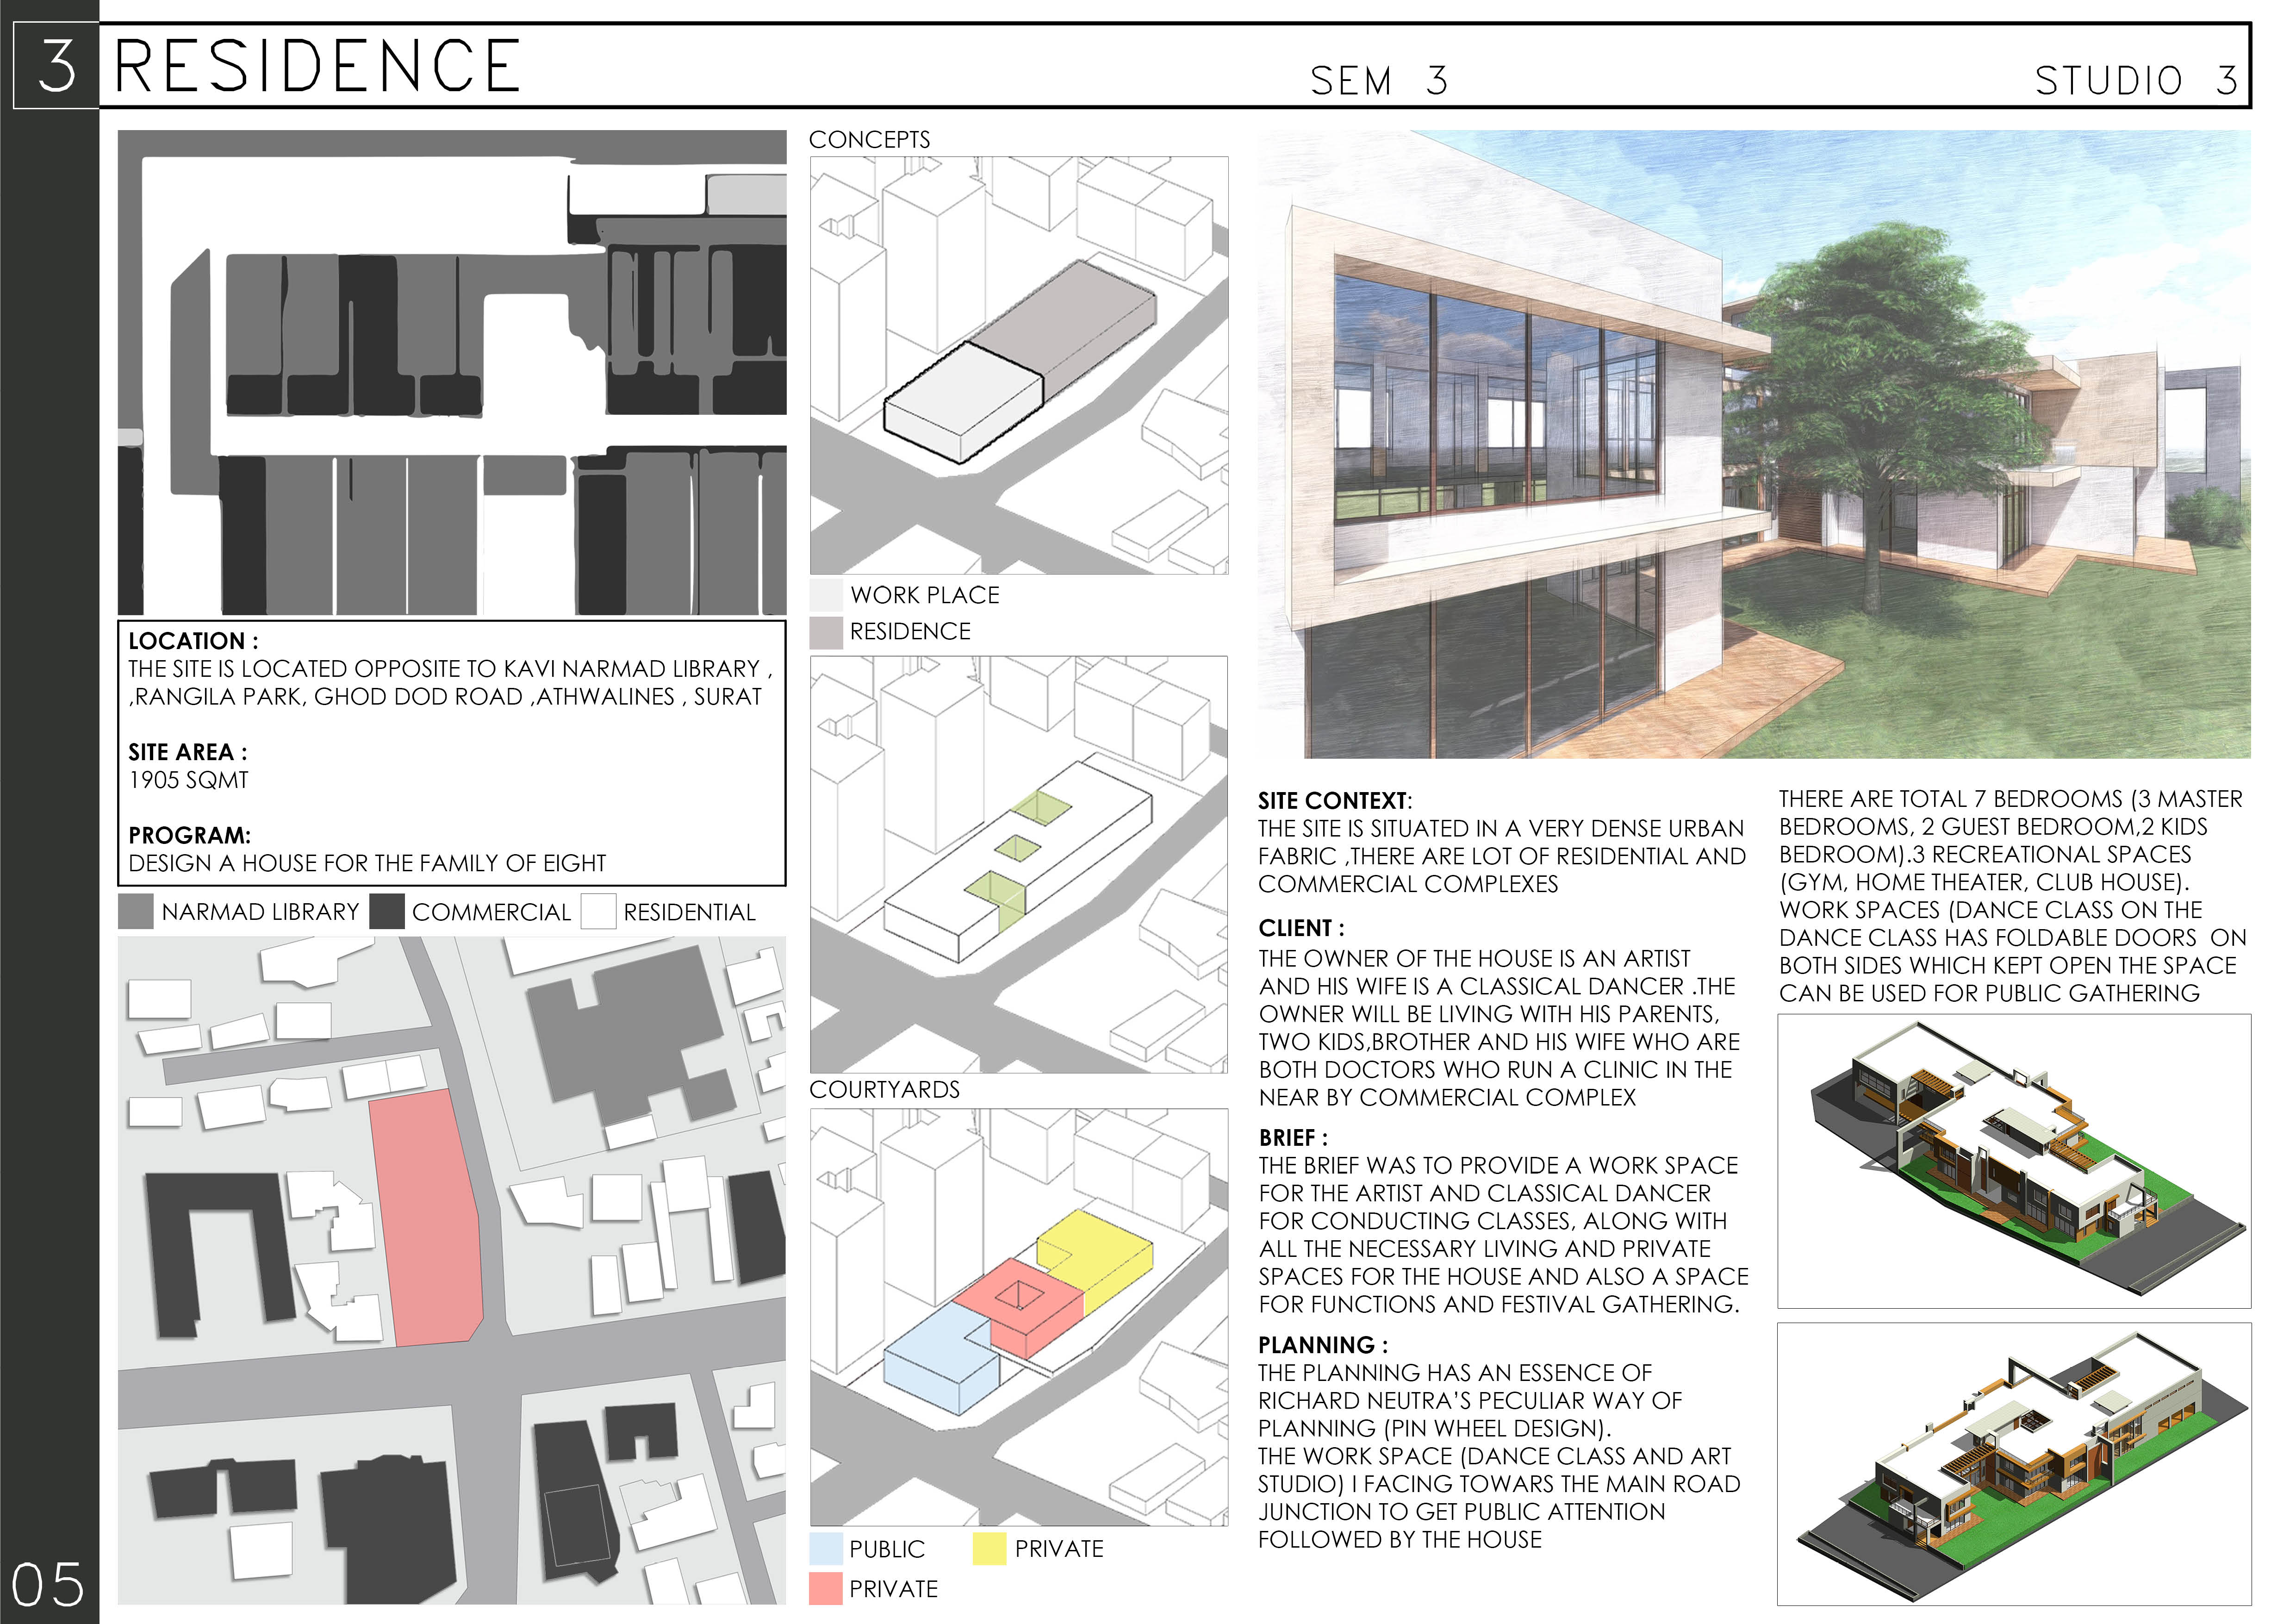 3
RESIDENCE
SEM 3
STUDIO 3
LOCATION :
THE SITE IS LOCATED OPPOSITE TO KAVI NARMAD LIBRARY ,
,RANGILA PARK, GHOD DOD ROAD ,ATHWALINES , SURAT
SITE AREA :
1905 SQMT
PROGRAM:
DESIGN A HOUSE FOR THE FAMILY OF EIGHT
NARMAD LIBRARY
COMMERCIAL
RESIDENTIAL
CONCEPTS
WORK PLACE
RESIDENCE
COURTYARDS
PUBLIC
PRIVATE
PRIVATE
SITE CONTEXT:
THE SITE IS SITUATED IN A VERY DENSE URBAN
FABRIC ,THERE ARE LOT OF RESIDENTIAL AND
COMMERCIAL COMPLEXES
CLIENT :
THE OWNER OF THE HOUSE IS AN ARTIST
AND HIS WIFE IS A CLASSICAL DANCER .THE
OWNER WILL BE LIVING WITH HIS PARENTS,
TWO KIDS,BROTHER AND HIS WIFE WHO ARE
BOTH DOCTORS WHO RUN A CLINIC IN THE
NEAR BY COMMERCIAL COMPLEX
BRIEF :
THE BRIEF WAS TO PROVIDE A WORK SPACE
FOR THE ARTIST AND CLASSICAL DANCER
FOR CONDUCTING CLASSES, ALONG WITH
ALL THE NECESSARY LIVING AND PRIVATE
SPACES FOR THE HOUSE AND ALSO A SPACE
FOR FUNCTIONS AND FESTIVAL GATHERING.
PLANNING :
THE PLANNING HAS AN ESSENCE OF
RICHARD NEUTRA'S PECULIAR WAY OF
PLANNING (PIN WHEEL DESIGN).
THE WORK SPACE (DANCE CLASS AND ART
STUDIO) I FACING TOWARS THE MAIN ROAD
JUNCTION TO GET PUBLIC ATTENTION
FOLLOWED BY THE HOUSE
THERE ARE TOTAL 7 BEDROOMS (3 MASTER
BEDROOMS, 2 GUEST BEDROOM,2 KIDS
BEDROOM).3 RECREATIONAL SPACES
(GYM, HOME THEATER, CLUB HOUSE).
WORK SPACES (DANCE CLASS ON THE
DANCE CLASS HAS FOLDABLE DOORS ON
BOTH SIDES WHICH KEPT OPEN THE SPACE
CAN BE USED FOR PUBLIC GATHERING
05